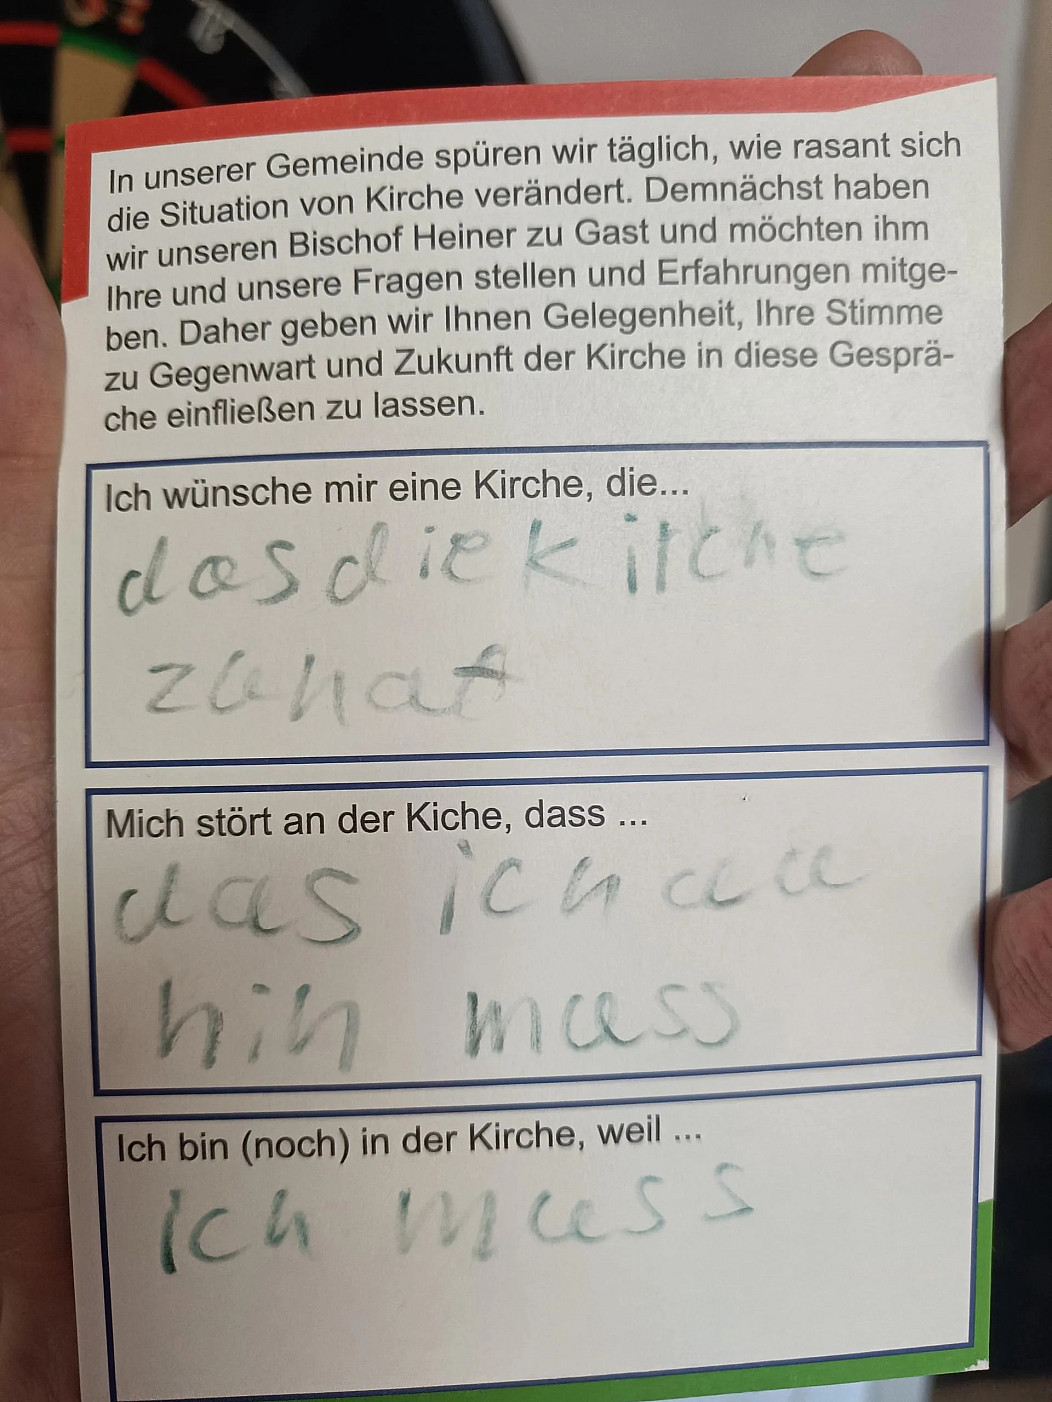 In unserer Gemeinde spüren wir täglich, wie rasant sich
die Situation von Kirche verändert. Demnächst haben
wir unseren Bischof Heiner zu Gast und möchten ihm
Ihre und unsere Fragen stellen und Erfahrungen mitge-
ben. Daher geben wir Ihnen Gelegenheit, Ihre Stimme
zu Gegenwart und Zukunft der Kirche in diese Gesprä-
che einfließen zu lassen.
Ich wünsche mir eine Kirche, die...
das die kirche
zu hat
Mich stört an der Kiche, dass ...
das ich da
hin muss
Ich bin (noch) in der Kirche, weil ...
ich muss